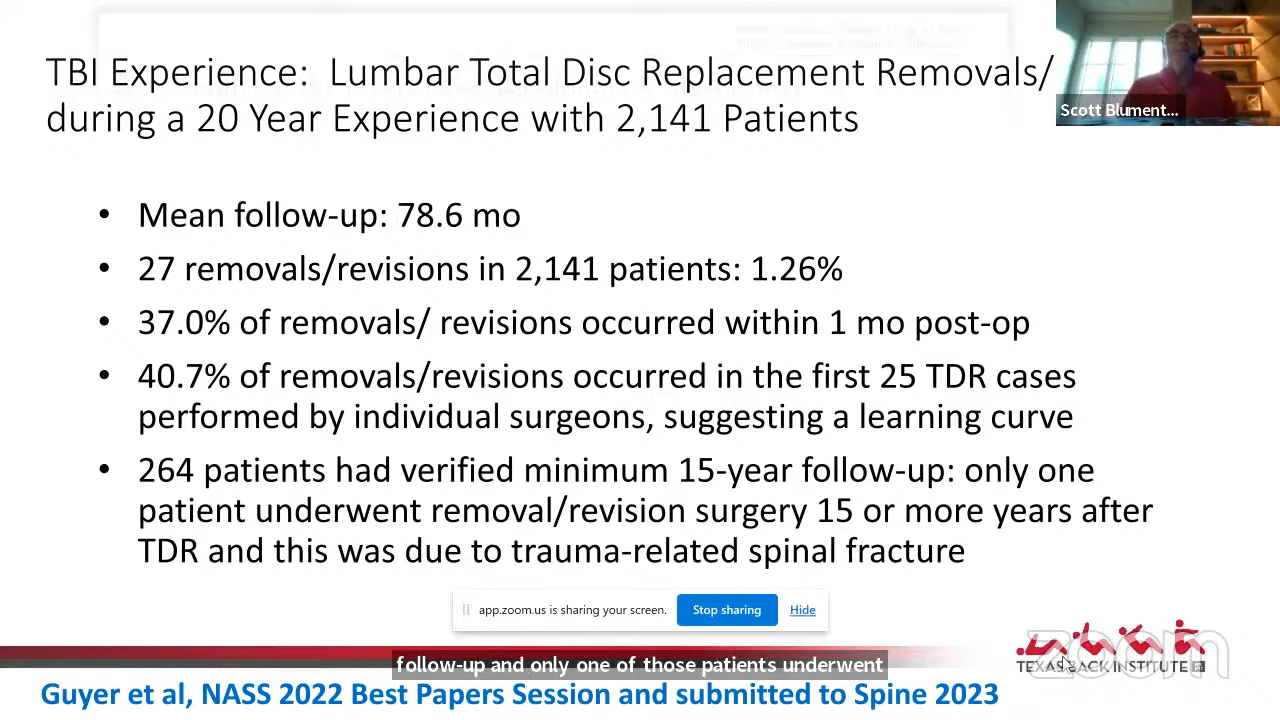 TBI Experience: Lumbar Total Disc Replacement Removals/
during a 20 Year Experience with 2,141 Patients
Scott Blument...
• Mean follow-up: 78.6 mo
• 27 removals/revisions in 2,141 patients: 1.26%
• 37.0% of removals/ revisions occurred within 1 mo post-op
• 40.7% of removals/revisions occurred in the first 25 TDR cases
performed by individual surgeons, suggesting a learning curve
• 264 patients had verified minimum 15-year follow-up: only one
patient underwent removal/revision surgery 15 or more years after
TDR and this was due to trauma-related spinal fracture
app.zoom.us is sharing your screen.
Stop sharing
Hide
zoom
TEXAS BACK INSTITUTE
follow-up and only one of those patients underwent
Guyer et al, NASS 2022 Best Papers Session and submitted to Spine 2023